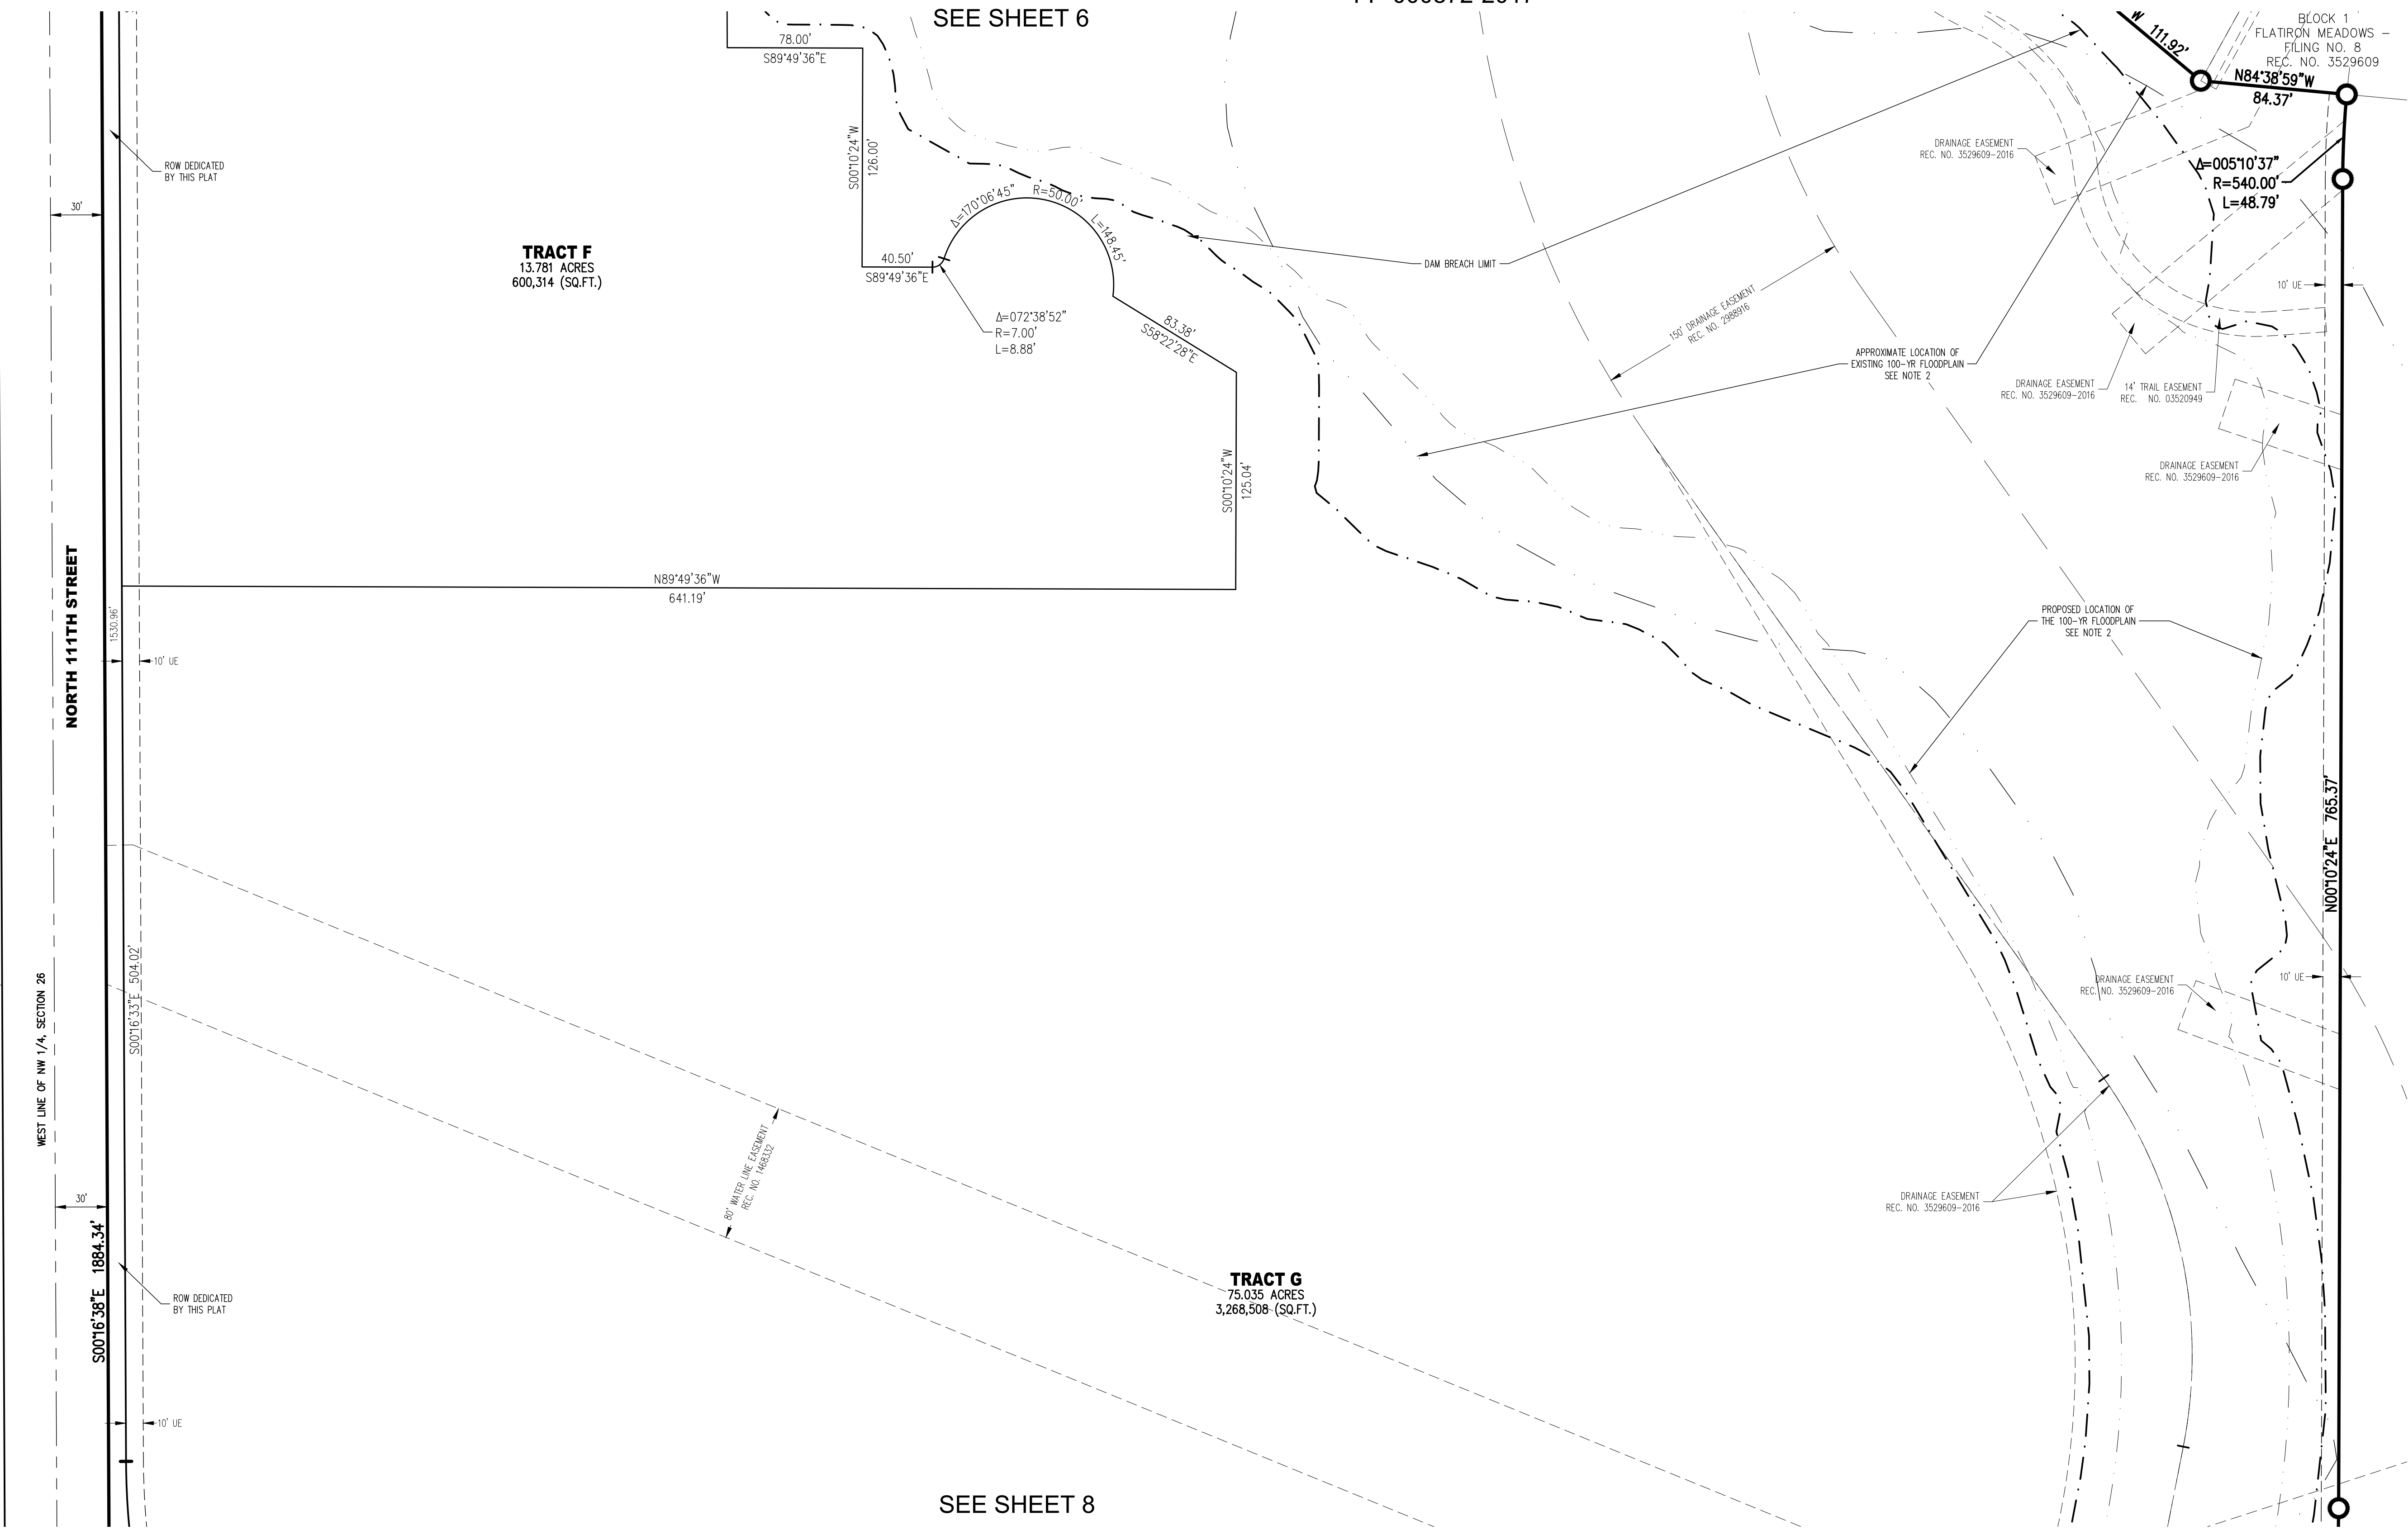 SEE SHEET 6
BLOCK 1
FLATIRON MEADOWS –
FILING NO. 8
REC. NO. 3529609
W 111.92'
N84°38'59"W
84.37'
Δ=005°10'37"
R=540.00'
L=48.79'
78.00'
S89°49'36"E
S00°10'24"W
126.00'
ROW DEDICATED
BY THIS PLAT
30'
TRACT F
13.781 ACRES
600,314 (SQ.FT.)
40.50'
S89°49'36"E
Δ=170°06'45"
R=50.00'
L=148.45'
Δ=072°38'52"
R=7.00'
L=8.88'
83.38'
S58°22'28"E
S00°10'24"W
125.04'
N89°49'36"W
641.19'
DAM BREACH LIMIT
150' DRAINAGE EASEMENT
REC. NO. 2988916
DRAINAGE EASEMENT
REC. NO. 3529609-2016
10' UE
APPROXIMATE LOCATION OF
EXISTING 100-YR FLOODPLAIN
SEE NOTE 2
DRAINAGE EASEMENT
REC. NO. 3529609-2016
14' TRAIL EASEMENT
REC. NO. 03520949
DRAINAGE EASEMENT
REC. NO. 3529609-2016
NORTH 111TH STREET
1530.96'
10' UE
PROPOSED LOCATION OF
THE 100-YR FLOODPLAIN
SEE NOTE 2
N00°10'24"E 765.37'
WEST LINE OF NW 1/4, SECTION 26
S00°16'33"E 504.02'
DRAINAGE EASEMENT
REC. NO. 3529609-2016
10' UE
80' WATER LINE EASEMENT
REC. NO. 1468332
30'
S00°16'38"E 1884.34'
ROW DEDICATED
BY THIS PLAT
DRAINAGE EASEMENT
REC. NO. 3529609-2016
TRACT G
75.035 ACRES
3,268,508 (SQ.FT.)
10' UE
SEE SHEET 8